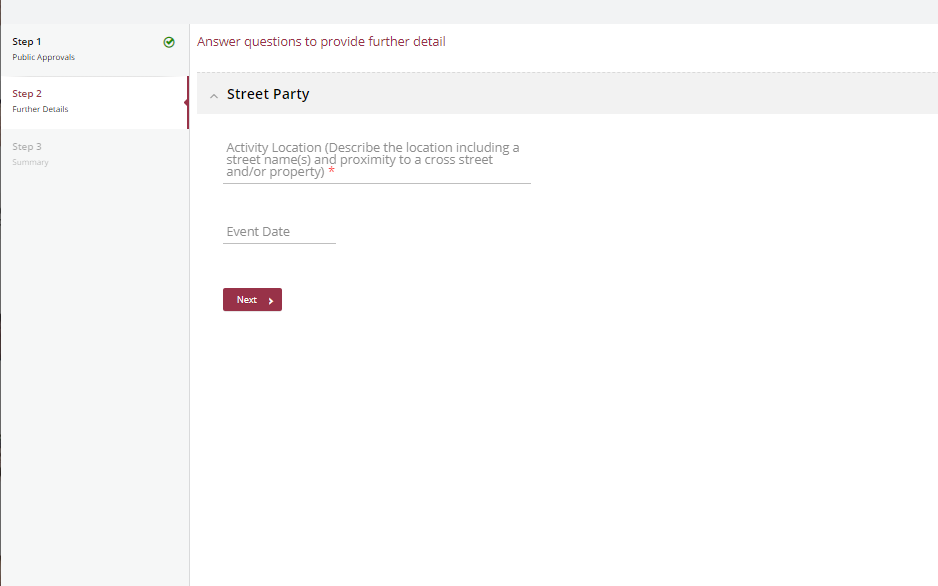 Step 1
Public Approvals
Step 2
Further Details
Step 3
Summary
Answer questions to provide further detail
Street Party
Activity Location (Describe the location including a
street name(s) and proximity to a cross street
and/or property) *
Event Date
Next